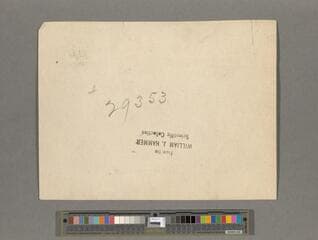 29353
From the
WILLIAM J. HAMMER
Scientific Collection